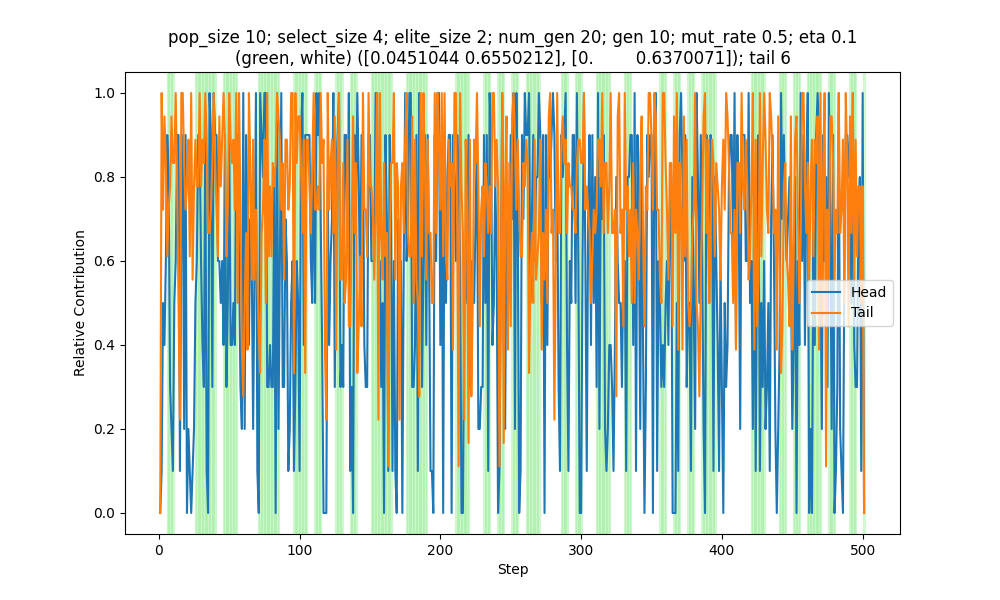 pop_size 10; select_size 4; elite_size 2; num_gen 20; gen 10; mut_rate 0.5; eta 0.1
(green, white) ([0.0451044 0.6550212], [0.         0.6370071]); tail 6
1.0
0.8
0.6
0.4
0.2
0.0
Relative Contribution
Head
Tail
0
100
200
300
400
500
Step